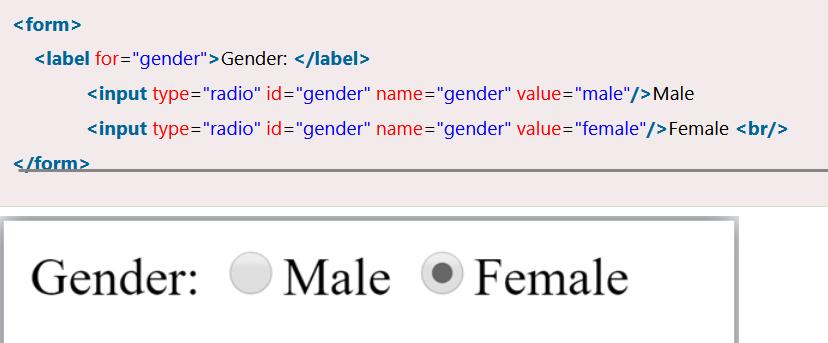 <form>
<label for="gender">Gender: </label>
<input type="radio" id="gender" name="gender" value="male"/>Male
<input type="radio" id="gender" name="gender" value="female"/>Female <br/>
</form>
Gender: Male Female